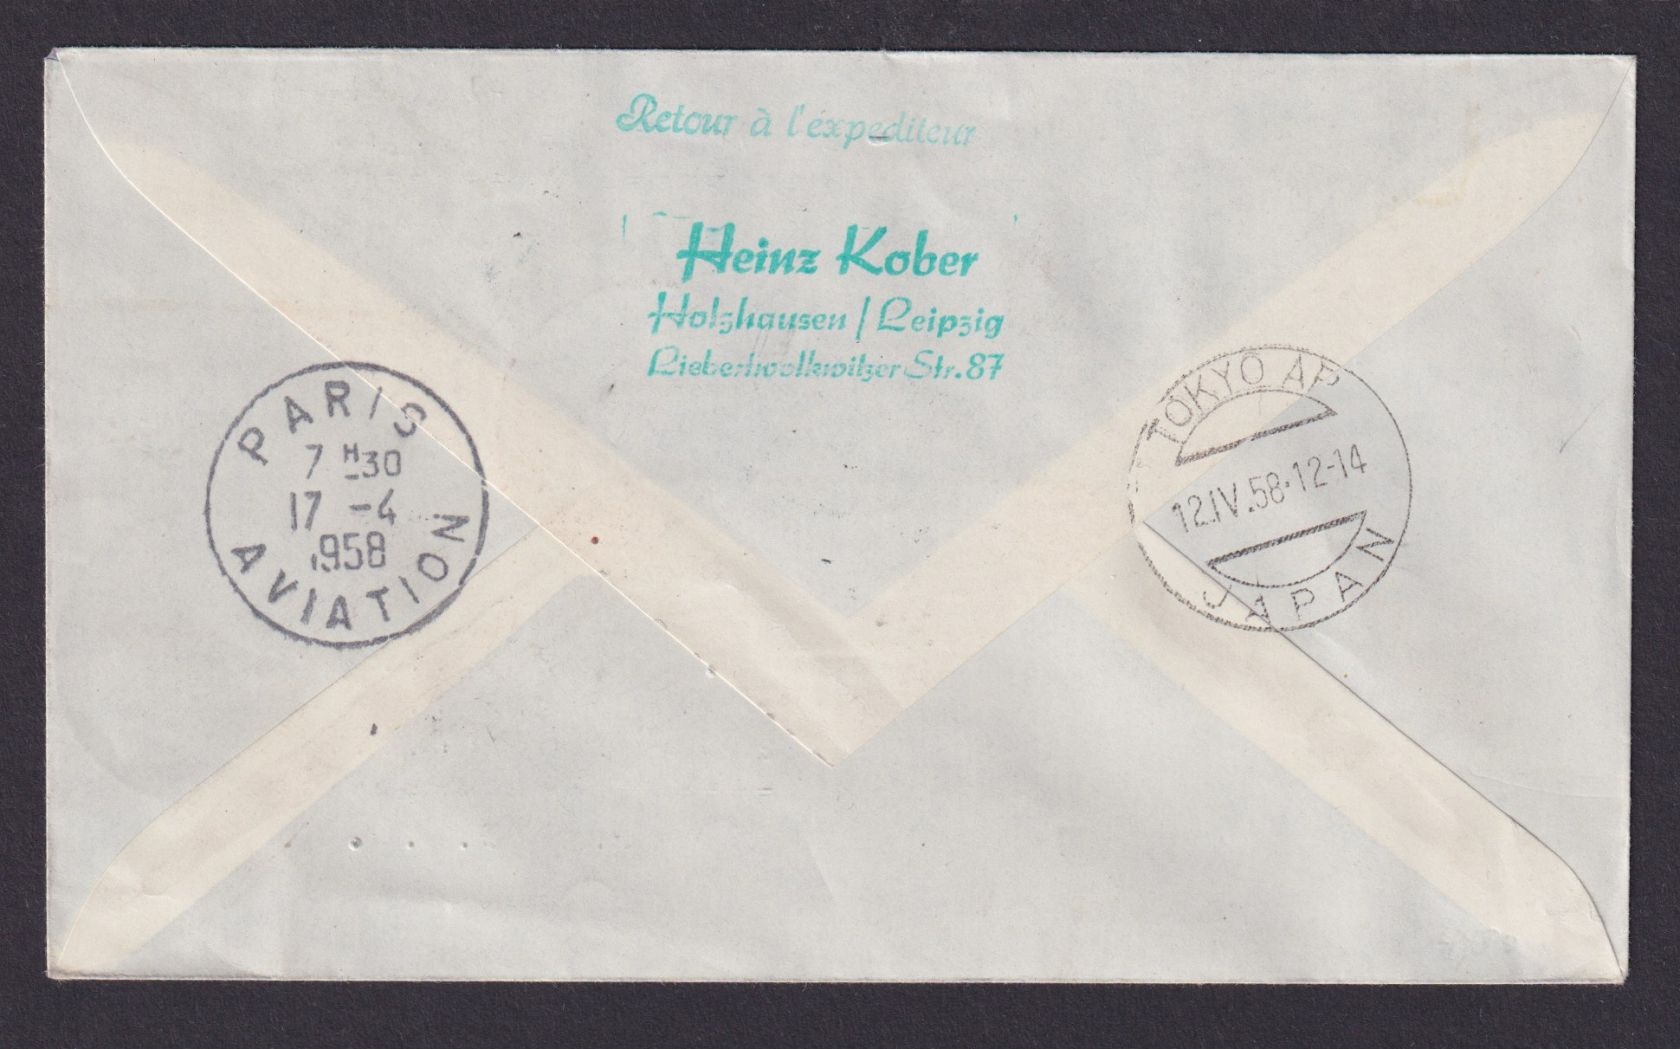 Retour à l'éxpediteur
Heinz Kober
Holzhausen / Leipzig
Liebertwolkwitzer Str. 87
PARIS
7 H 30
17 -4
1958
AVIATION
TOKYO AP
12.IV.58.12-14
JAPAN